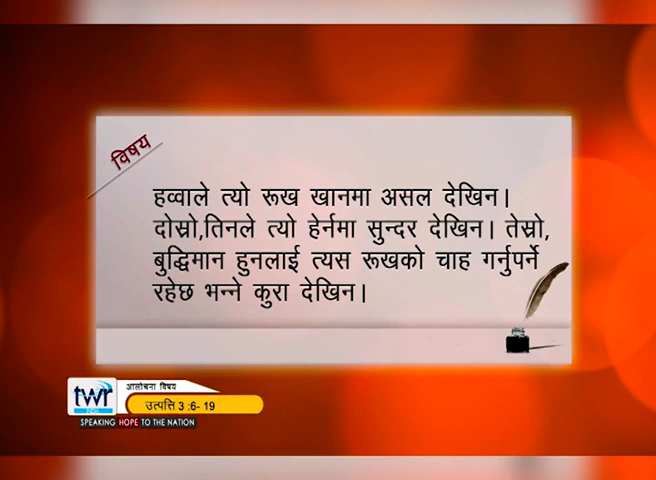 विषय
हव्वाले त्यो रूख खानमा असल देखिन।
दोस्रो,तिनले त्यो हेर्नमा सुन्दर देखिन। तेस्रो,
बुद्धिमान हुनलाई त्यस रूखको चाह गर्नुपर्ने
रहेछ भन्ने कुरा देखिन।
twr
INDIA
आलोचना विषय
उत्पत्ति 3 :6- 19
SPEAKING HOPE TO THE NATION